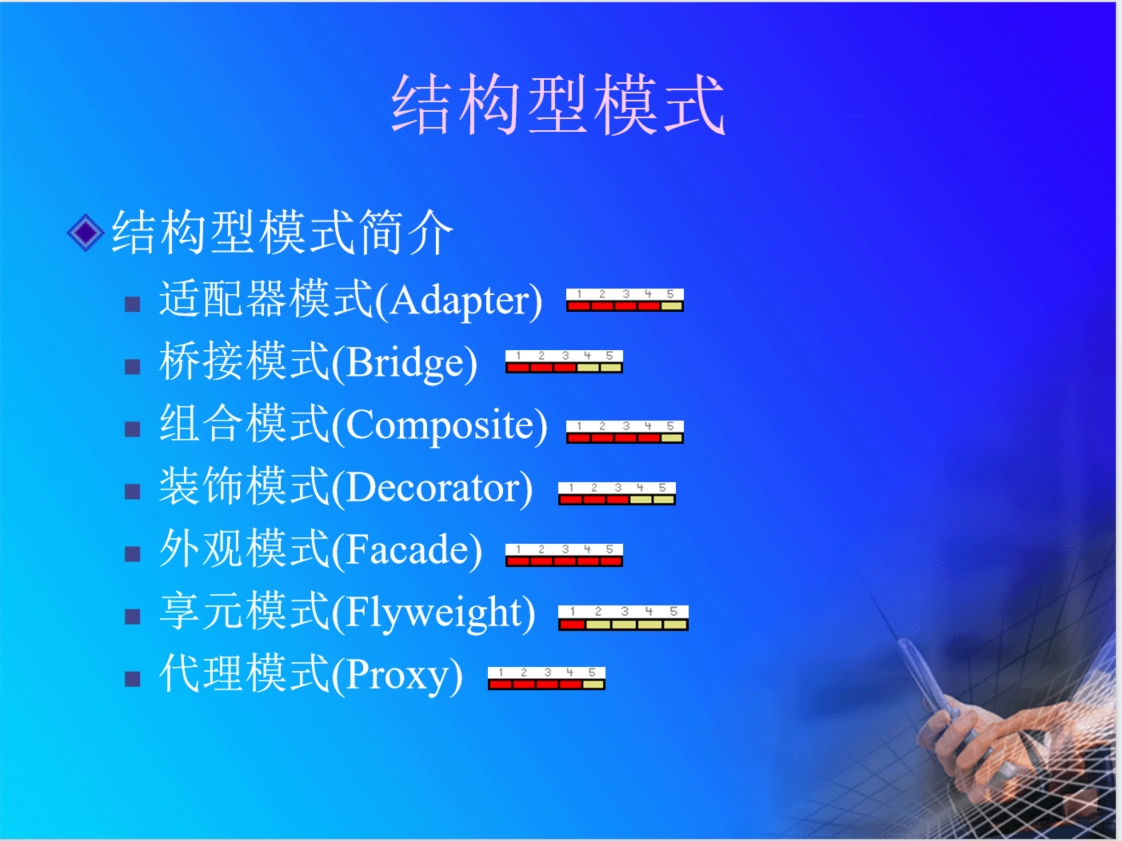 结构型模式
结构型模式简介
适配器模式(Adapter) 1 2 3 4 5
桥接模式(Bridge) 1 2 3 4 5
组合模式(Composite) 1 2 3 4 5
装饰模式(Decorator) 1 2 3 4 5
外观模式(Facade) 1 2 3 4 5
享元模式(Flyweight) 1 2 3 4 5
代理模式(Proxy) 1 2 3 4 5